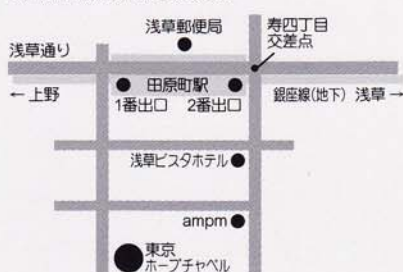 浅草郵便局
寿四丁目
交差点
浅草通り
田原町駅
← 上野
1番出口 2番出口
銀座線(地下) 浅草 →
浅草ビスタホテル
ampm
東京
ホープチャペル